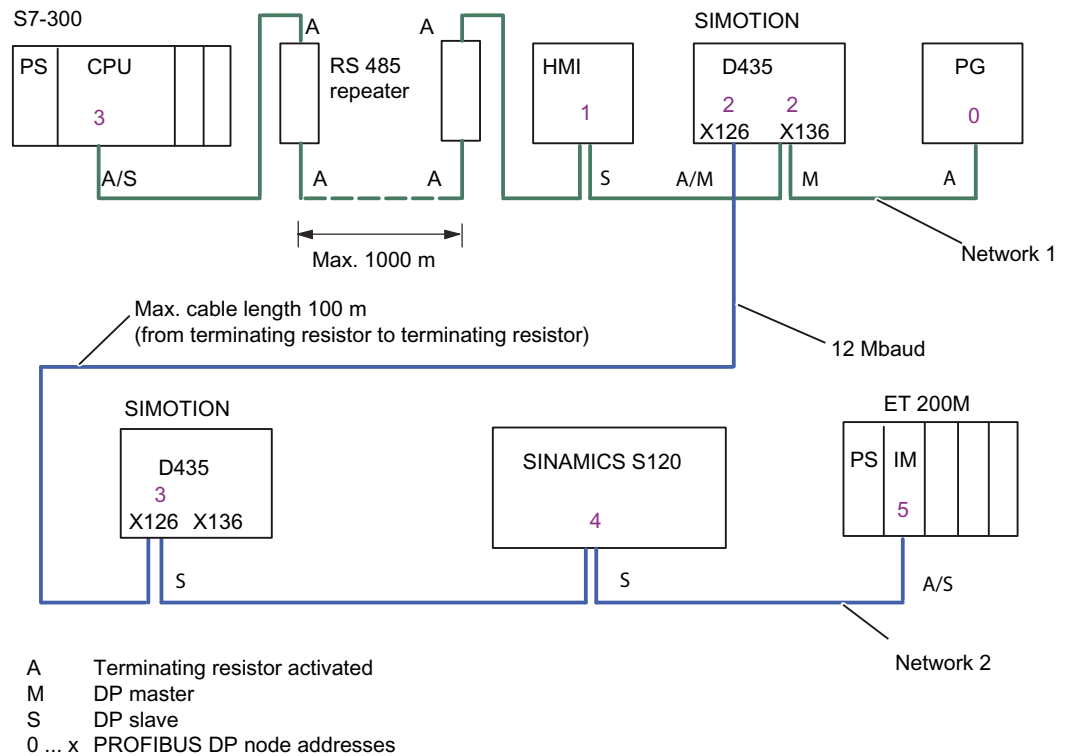 S7-300
SIMOTION
A
A
PS
CPU
RS 485
repeater
HMI
D435
PG
3
1
2
2
0
X126
X136
A/S
A
A
S
A/M
M
A
Max. 1000 m
Network 1
Max. cable length 100 m
(from terminating resistor to terminating resistor)
12 Mbaud
SIMOTION
ET 200M
D435
SINAMICS S120
PS
IM
3
X126
X136
4
5
S
S
A/S
Network 2
A Terminating resistor activated
M DP master
S DP slave
0 ... x PROFIBUS DP node addresses